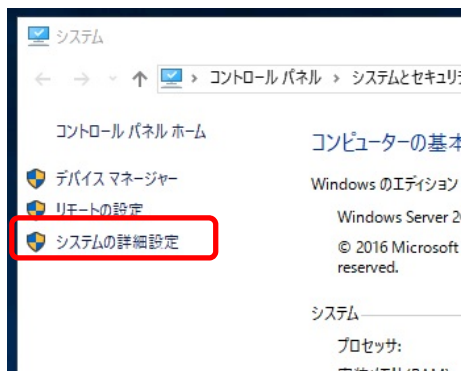 システム
コントロール パネル › システムとセキュリ
コントロール パネル ホーム
デバイス マネージャー
リモートの設定
システムの詳細設定
コンピューターの基本
Windows のエディション
Windows Server 2
© 2016 Microsoft
reserved.
システム
プロセッサ: